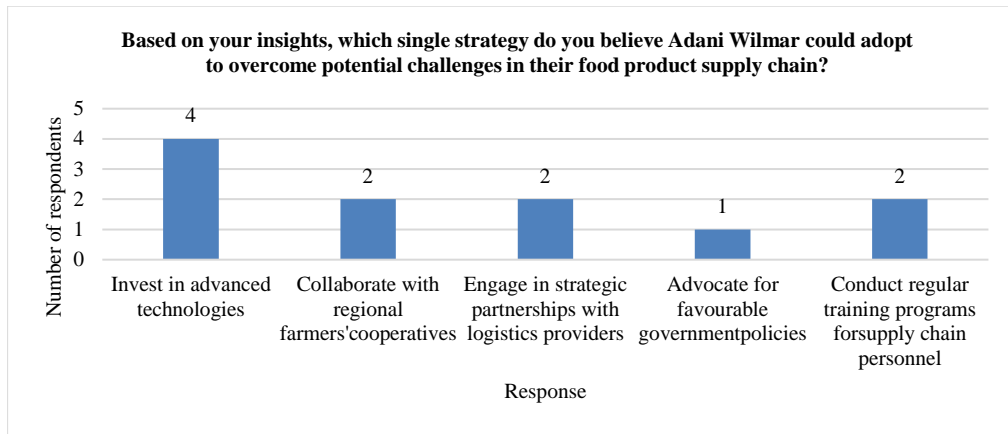 Based on your insights, which single strategy do you believe Adani Wilmar could adopt
to overcome potential challenges in their food product supply chain?
Number of respondents
5
4
3
2
1
0
4
2
2
1
2
Invest in advanced
technologies
Collaborate with
regional
farmers'cooperatives
Engage in strategic
partnerships with
logistics providers
Advocate for
favourable
governmentpolicies
Conduct regular
training programs
forsupply chain
personnel
Response